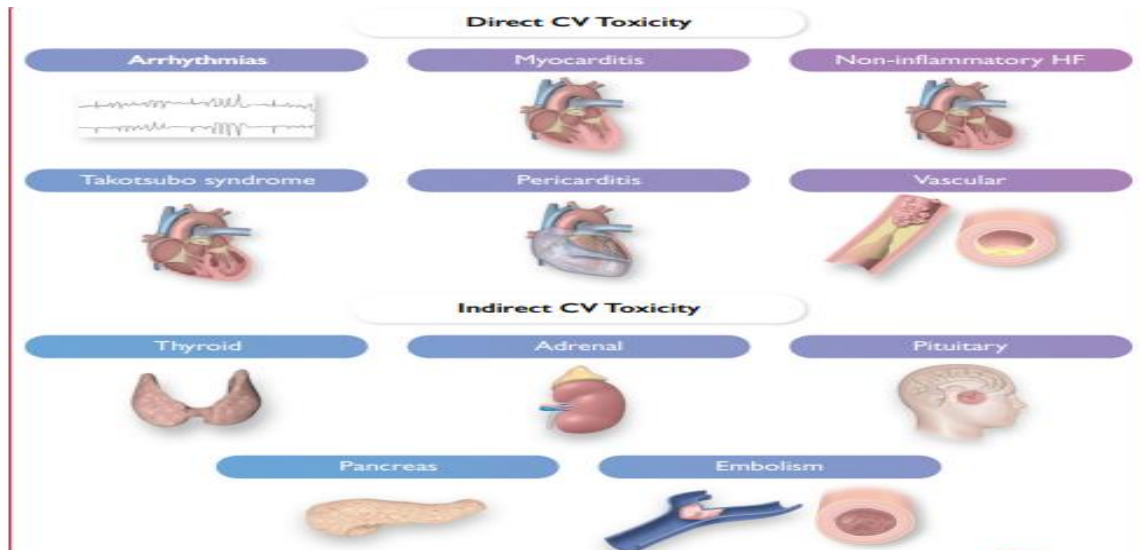 Direct CV Toxicity
Arrhythmias Myocarditis Non-inflammatory HF
Takotsubo syndrome Pericarditis Vascular
Indirect CV Toxicity
Thyroid Adrenal Pituitary
Pancreas Embolism